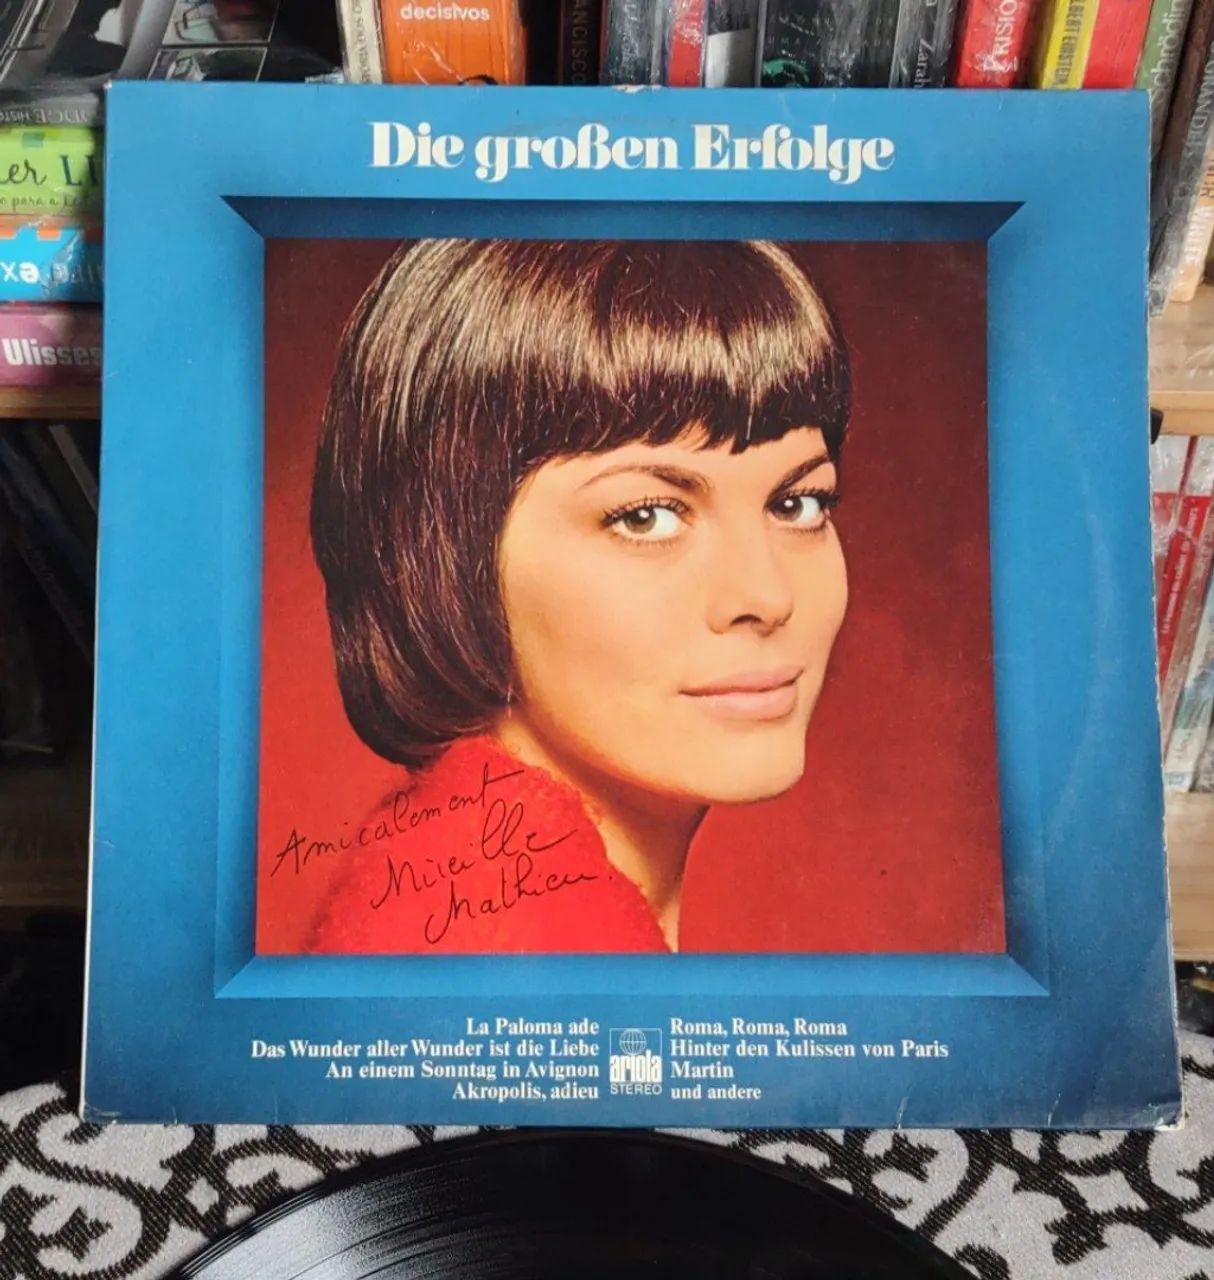 decisivos
Die großen Erfolge
Ulisses
Amicalement
Mireille
Mathieu.
La Paloma ade
Das Wunder aller Wunder ist die Liebe
An einem Sonntag in Avignon
Akropolis, adieu
ariola
STEREO
Roma, Roma, Roma
Hinter den Kulissen von Paris
Martin
und andere